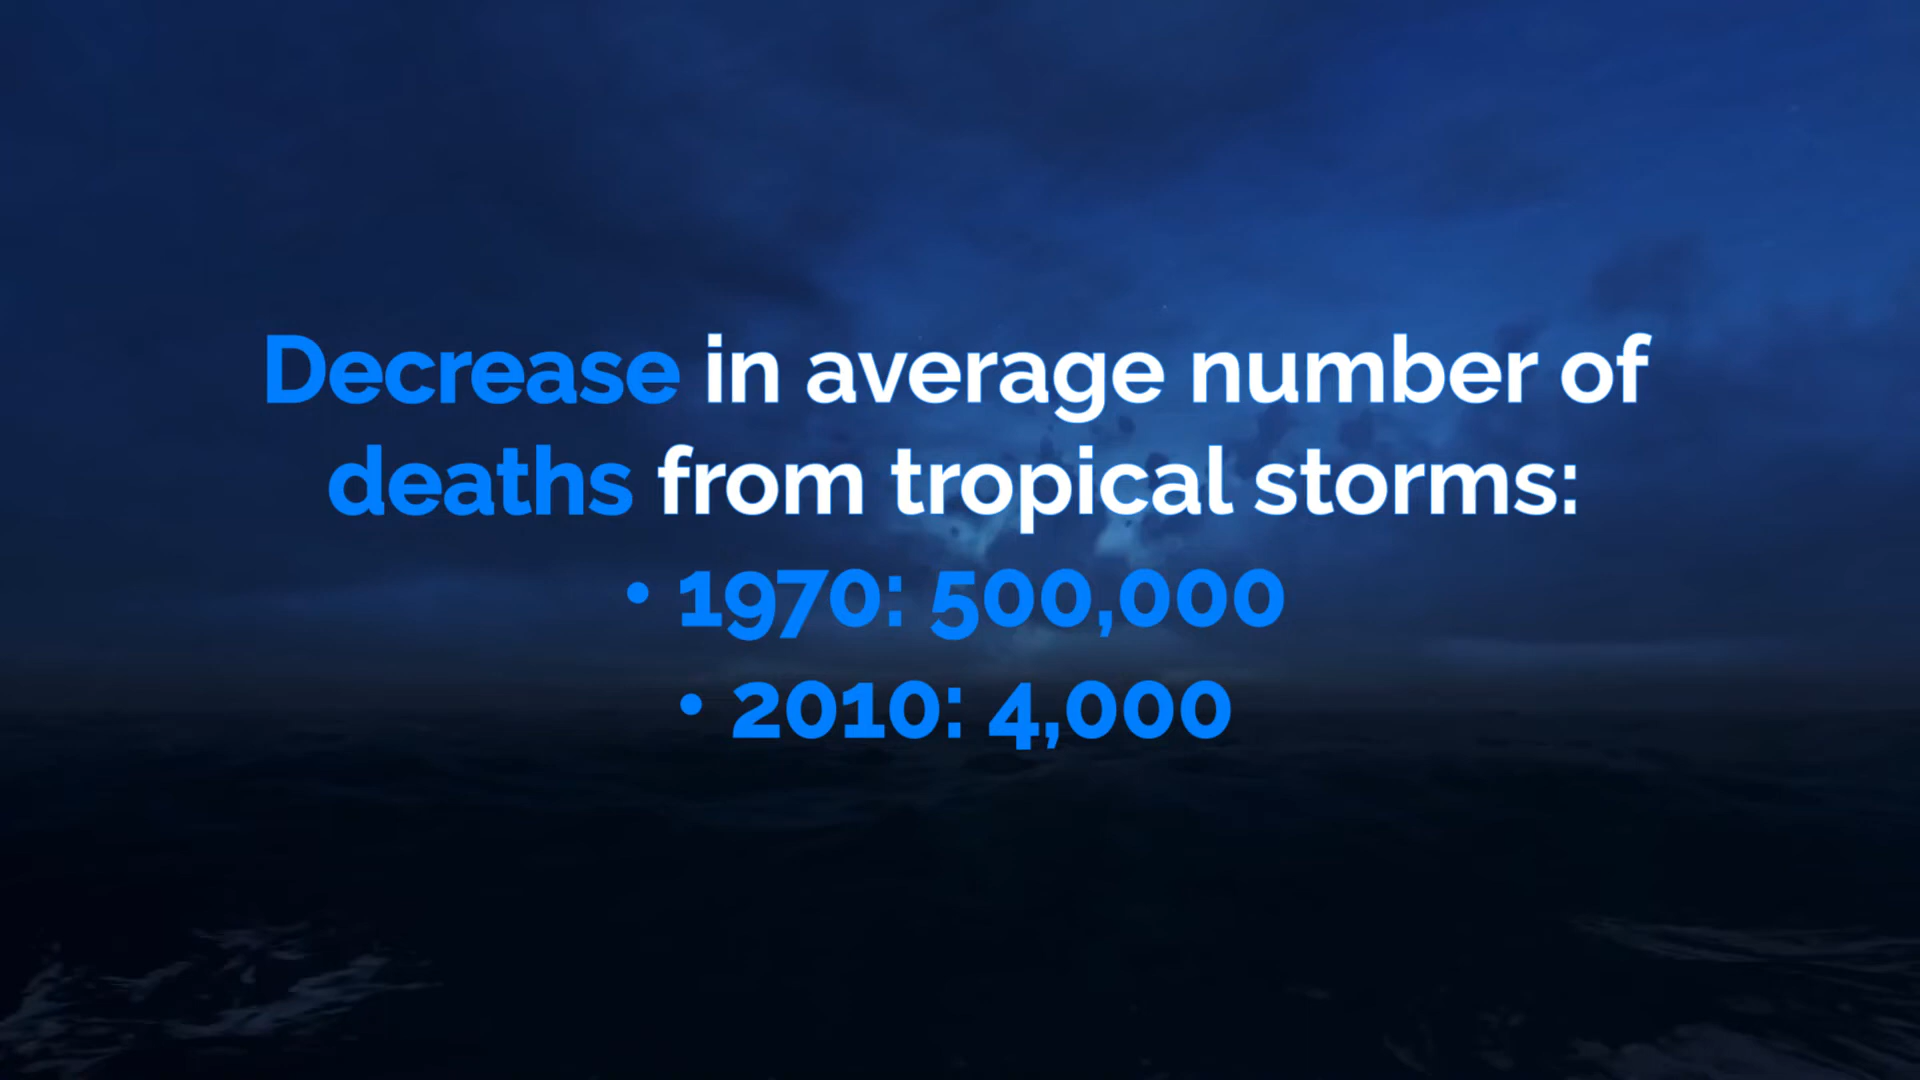 Decrease in average number of
deaths from tropical storms:
• 1970: 500,000
• 2010: 4,000